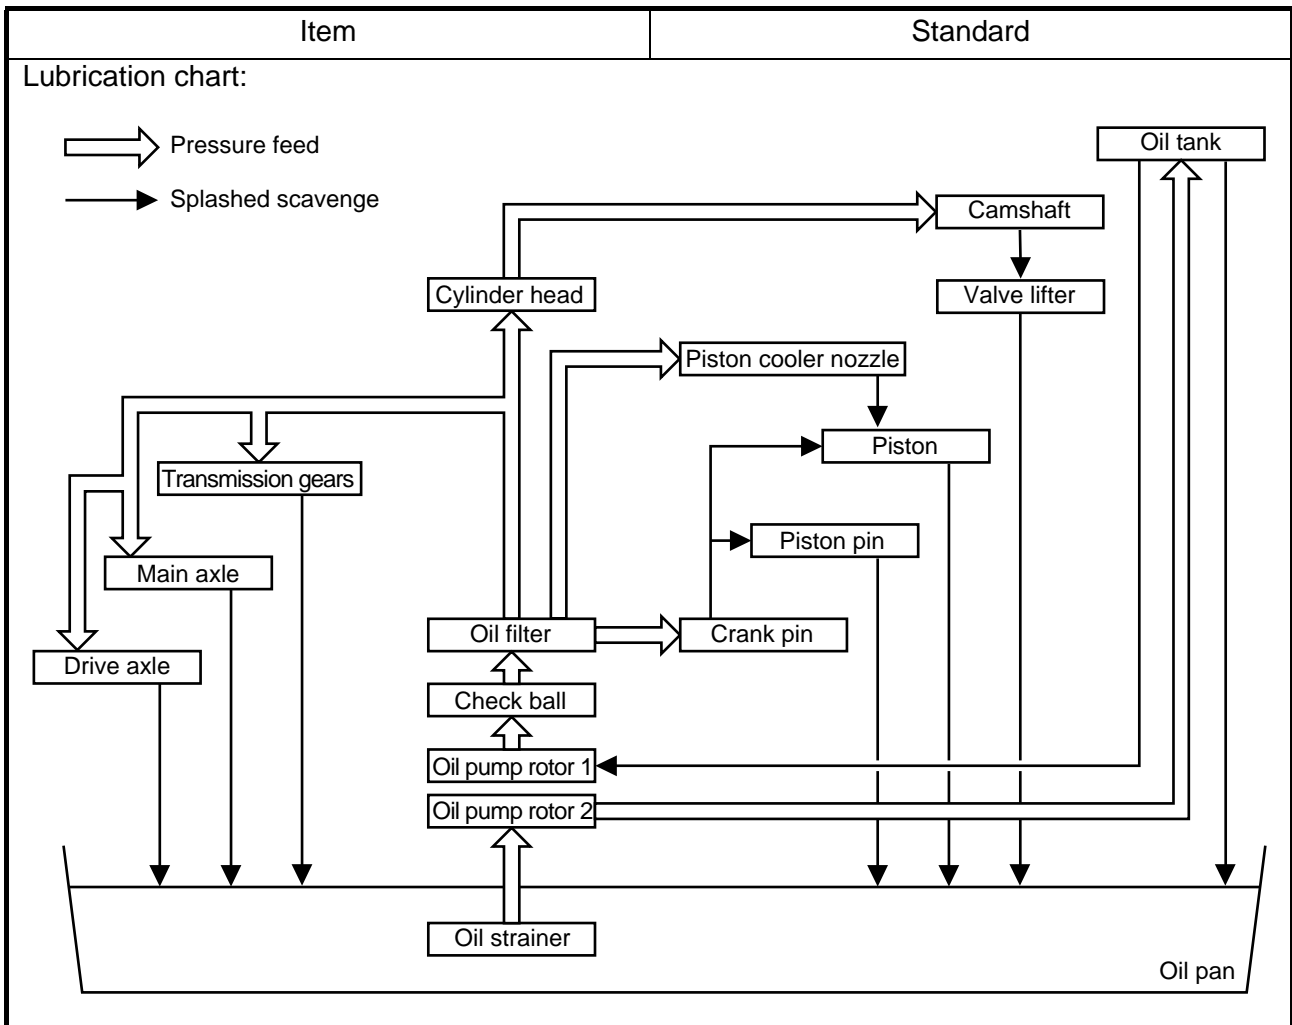 Item
Standard
Lubrication chart:
Pressure feed
Oil tank
Splashed scavenge
Camshaft
Cylinder head
Valve lifter
Piston cooler nozzle
Piston
Transmission gears
Piston pin
Main axle
Oil filter
Crank pin
Drive axle
Check ball
Oil pump rotor 1
Oil pump rotor 2
Oil strainer
Oil pan